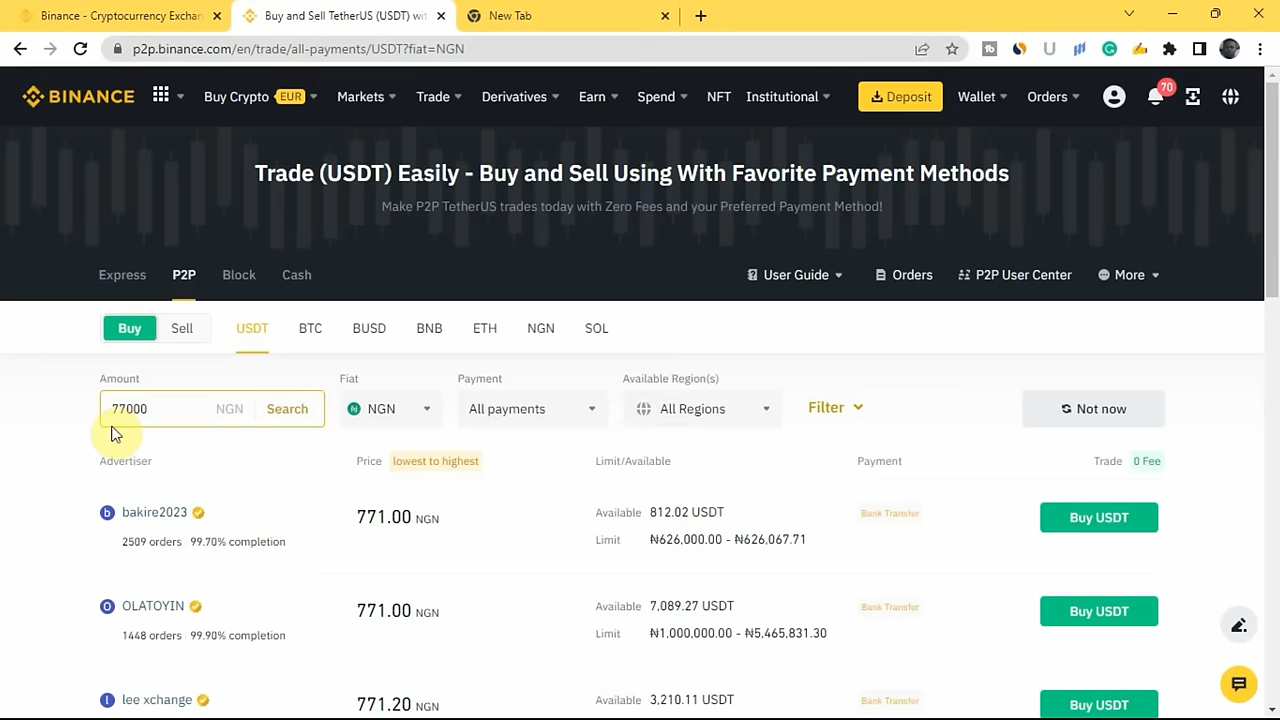 Binance - Cryptocurrency Exchan
Buy and Sell TetherUS (USDT) wit
New Tab
p2p.binance.com/en/trade/all-payments/USDT?fiat=NGN
BINANCE
Buy Crypto EUR
Markets
Trade
Derivatives
Earn
Spend
NFT
Institutional
Deposit
Wallet
Orders
70
Trade (USDT) Easily - Buy and Sell Using With Favorite Payment Methods
Make P2P TetherUS trades today with Zero Fees and your Preferred Payment Method!
Express P2P Block Cash
User Guide Orders P2P User Center More
Buy Sell USDT BTC BUSD BNB ETH NGN SOL
Amount Fiat Payment Available Region(s)
77000 NGN Search NGN All payments All Regions Filter Not now
Advertiser Price lowest to highest Limit/Available Payment Trade 0 Fee
b bakire2023 771.00 NGN Available 812.02 USDT Bank Transfer Buy USDT
2509 orders 99.70% completion Limit ₦626,000.00 - ₦626,067.71
O OLATOYIN 771.00 NGN Available 7,089.27 USDT Bank Transfer Buy USDT
1448 orders 99.90% completion Limit ₦1,000,000.00 - ₦5,465,831.30
l lee xchange 771.20 NGN Available 3,210.11 USDT Bank Transfer Buy USDT